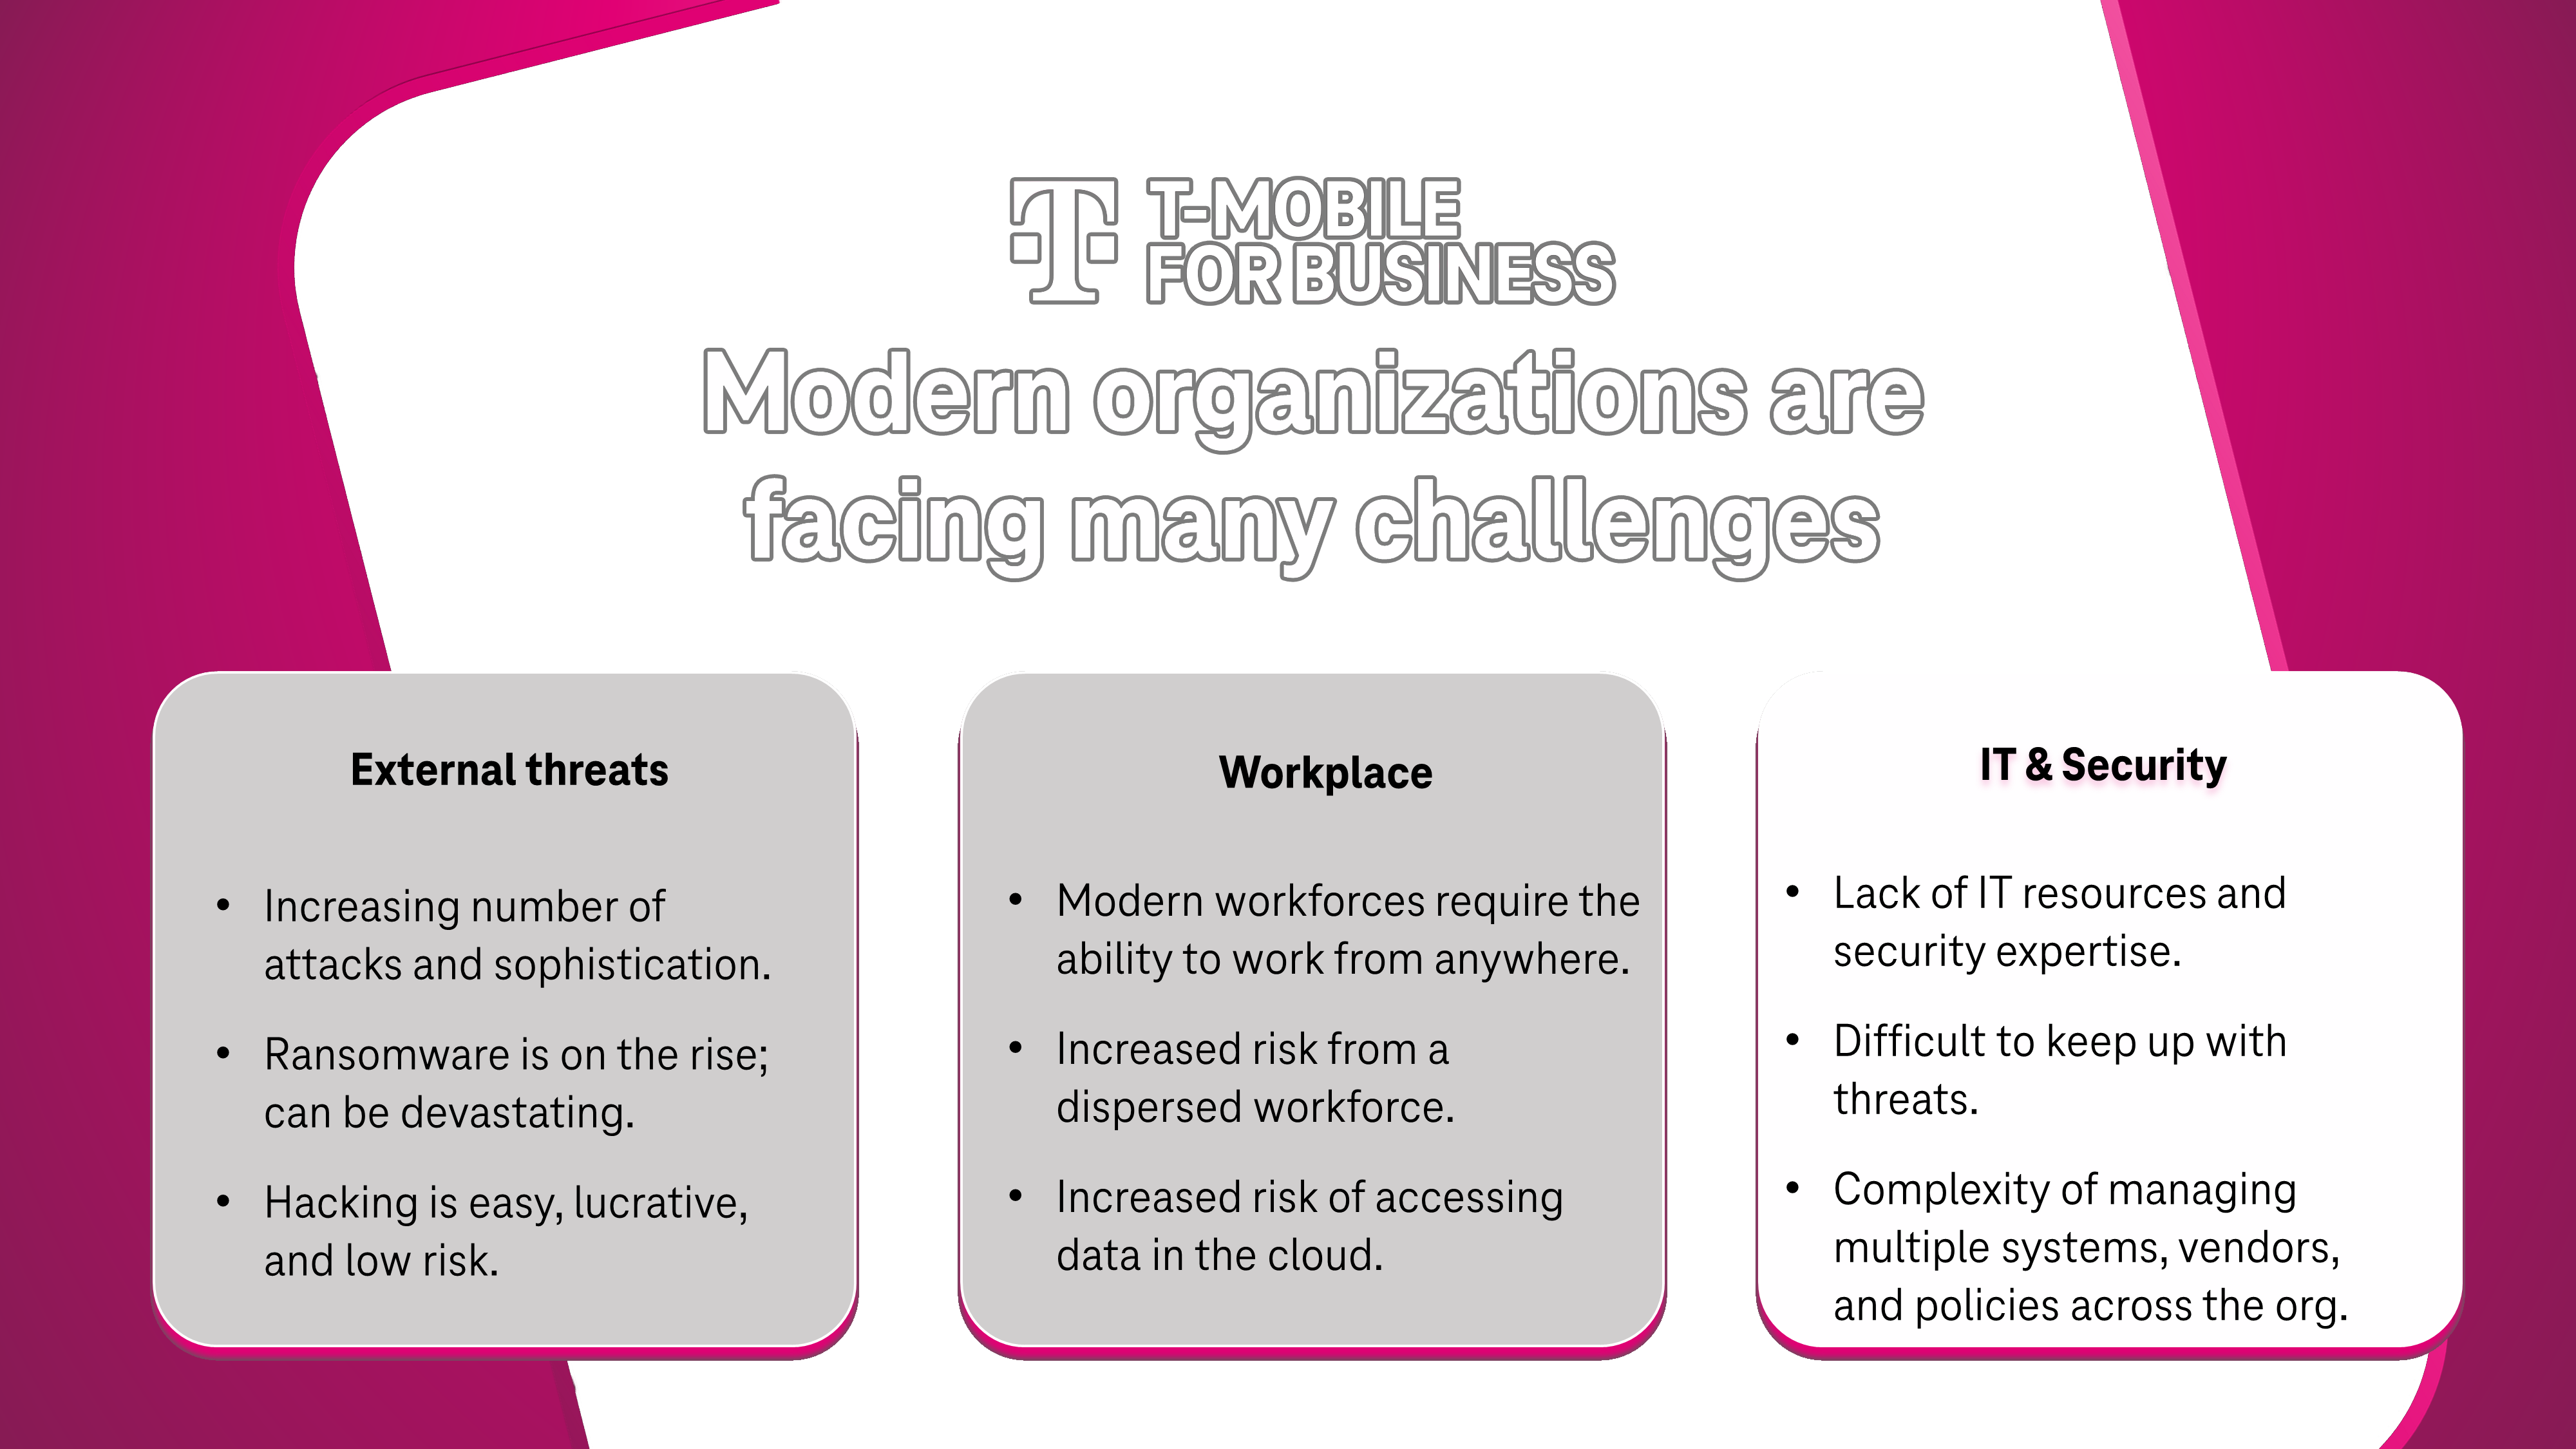 T-MOBILE
FOR BUSINESS
Modern organizations are
facing many challenges
External threats
• Increasing number of
attacks and sophistication.
• Ransomware is on the rise;
can be devastating.
• Hacking is easy, lucrative,
and low risk.
Workplace
• Modern workforces require the
ability to work from anywhere.
• Increased risk from a
dispersed workforce.
• Increased risk of accessing
data in the cloud.
IT & Security
• Lack of IT resources and
security expertise.
• Difficult to keep up with
threats.
• Complexity of managing
multiple systems, vendors,
and policies across the org.